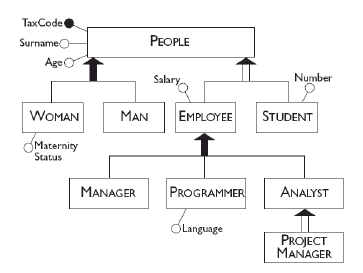 TaxCode
Surname
PEOPLE
Age
Salary
Number
WOMAN
MAN
EMPLOYEE
STUDENT
Maternity
Status
MANAGER
PROGRAMMER
ANALYST
Language
PROJECT
MANAGER